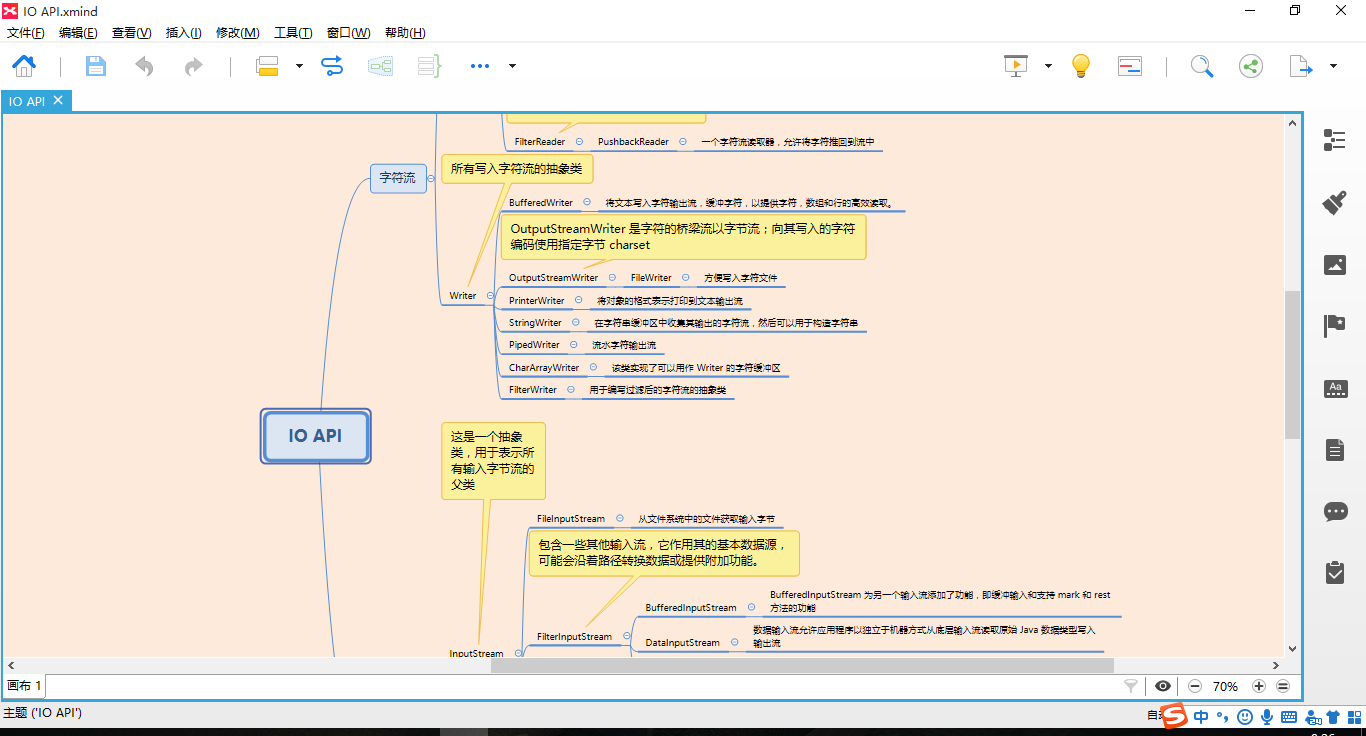 IO API.xmind
文件(F) 编辑(E) 查看(V) 插入(I) 修改(M) 工具(T) 窗口(W) 帮助(H)
IO API
FilterReader PushbackReader 一个字符流读取器，允许将字符推回到流中
字符流
所有写入字符流的抽象类
BufferedWriter 将文本写入字符输出流，缓冲字符，以提供字符，数组和行的高效读取。
OutputStreamWriter 是字符的桥梁流以字节流；向其写入的字符
编码使用指定字节 charset
OutputStreamWriter FileWriter 方便写入字符文件
Writer
PrinterWriter 将对象的格式表示打印到文本输出流
StringWriter 在字符串缓冲区中收集其输出的字符流，然后可以用于构造字符串
PipedWriter 流水字符输出流
CharArrayWriter 该类实现了可以用作 Writer 的字符缓冲区
FilterWriter 用于编写过滤后的字符流的抽象类
IO API
这是一个抽象
类，用于表示所
有输入字节流的
父类
FileInputStream 从文件系统中的文件获取输入字节
包含一些其他输入流，它作用其的基本数据源，
可能会沿着路径转换数据或提供附加功能。
BufferedInputStream BufferedInputStream 为另一个输入流添加了功能，即缓冲输入和支持 mark 和 rest
方法的功能
FilterInputStream
DataInputStream 数据输入流允许应用程序以独立于机器方式从底层输入流读取原始 Java 数据类型写入
输出流
InputStream
画布 1
70%
主题 ('IO API')
自
中